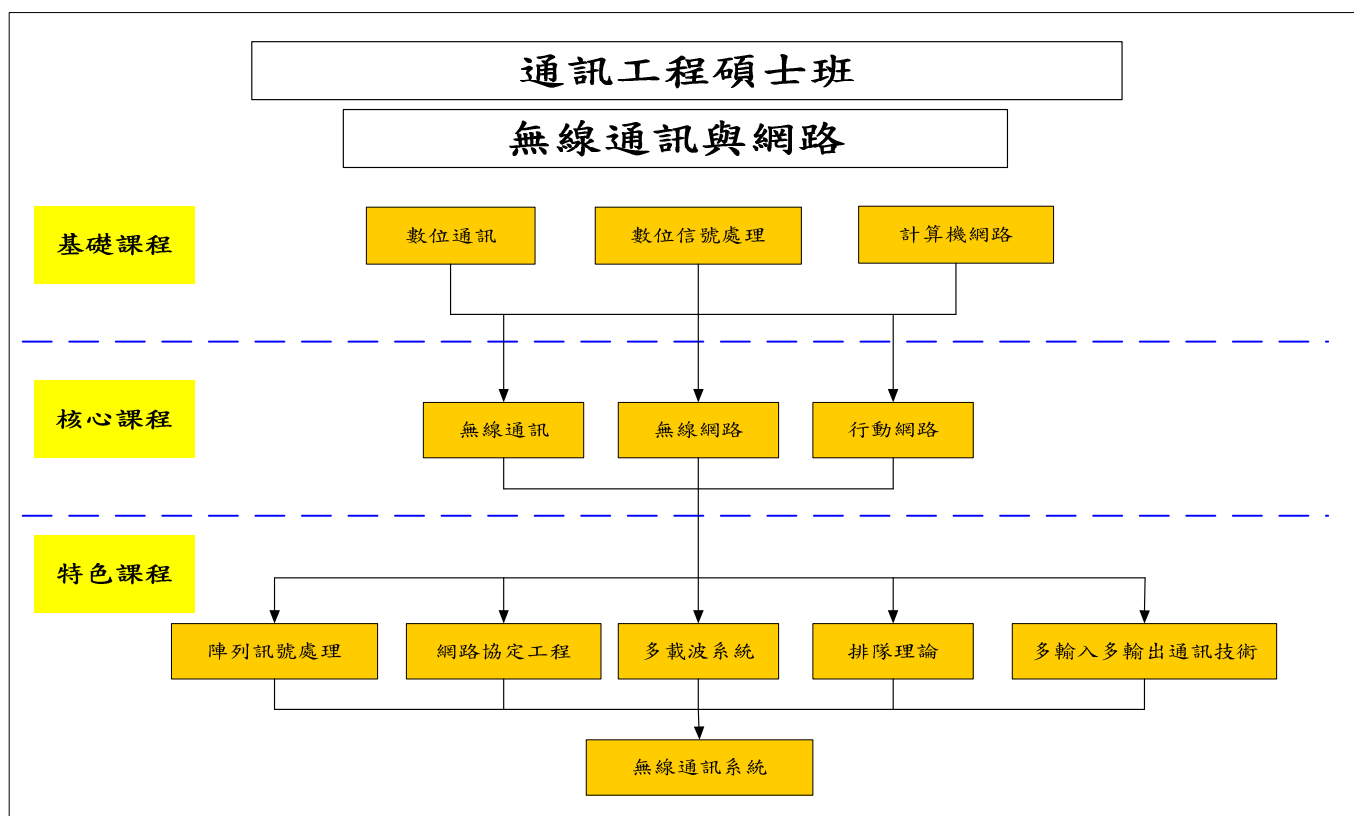 通訊工程碩士班
無線通訊與網路
基礎課程
數位通訊
數位信號處理
計算機網路
核心課程
無線通訊
無線網路
行動網路
特色課程
陣列訊號處理
網路協定工程
多載波系統
排隊理論
多輸入多輸出通訊技術
無線通訊系統